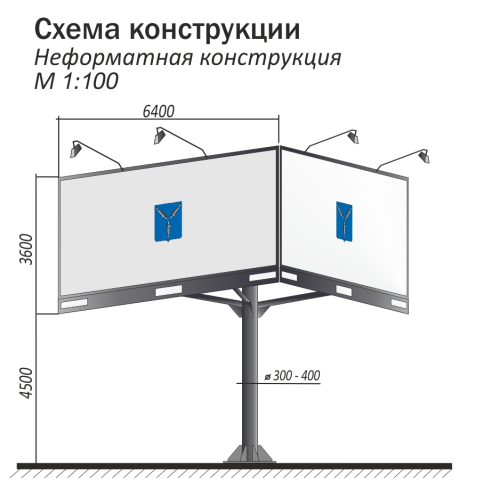 Схема конструкции
Неформатная конструкция
М 1:100
6400
3600
4500
ø 300 - 400